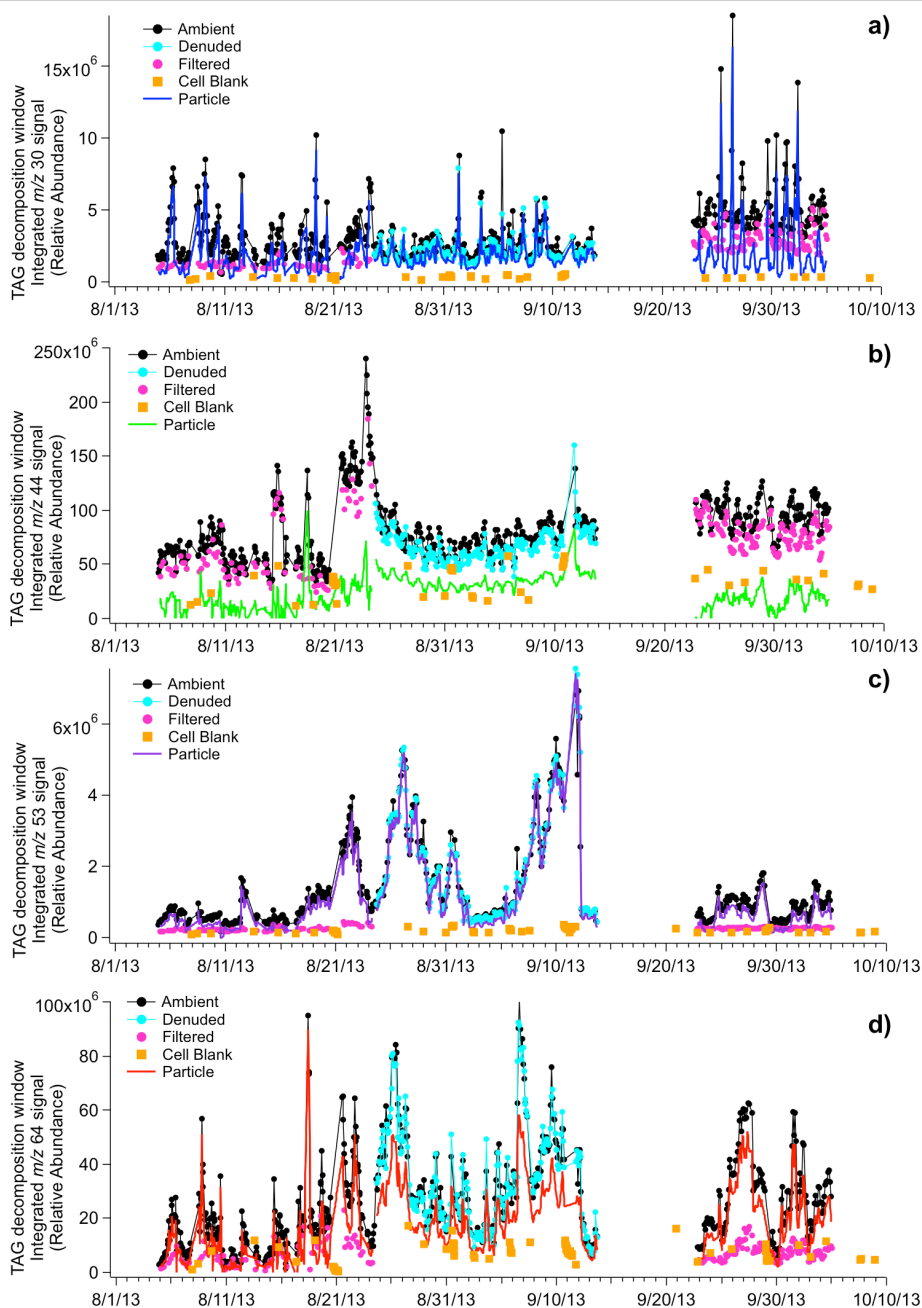 a)
Ambient
Denuded
Filtered
Cell Blank
Particle
TAG decomposition window
Integrated m/z 30 signal
(Relative Abundance)
15x10⁶
10
5
0
8/1/13 8/11/13 8/21/13 8/31/13 9/10/13 9/20/13 9/30/13 10/10/13
b)
Ambient
Denuded
Filtered
Cell Blank
Particle
TAG decomposition window
Integrated m/z 44 signal
(Relative Abundance)
250x10⁶
200
150
100
50
0
8/1/13 8/11/13 8/21/13 8/31/13 9/10/13 9/20/13 9/30/13 10/10/13
c)
Ambient
Denuded
Filtered
Cell Blank
Particle
TAG decomposition window
Integrated m/z 53 signal
(Relative Abundance)
6x10⁶
4
2
0
8/1/13 8/11/13 8/21/13 8/31/13 9/10/13 9/20/13 9/30/13 10/10/13
d)
Ambient
Denuded
Filtered
Cell Blank
Particle
TAG decomposition window
Integrated m/z 64 signal
(Relative Abundance)
100x10⁶
80
60
40
20
0
8/1/13 8/11/13 8/21/13 8/31/13 9/10/13 9/20/13 9/30/13 10/10/13